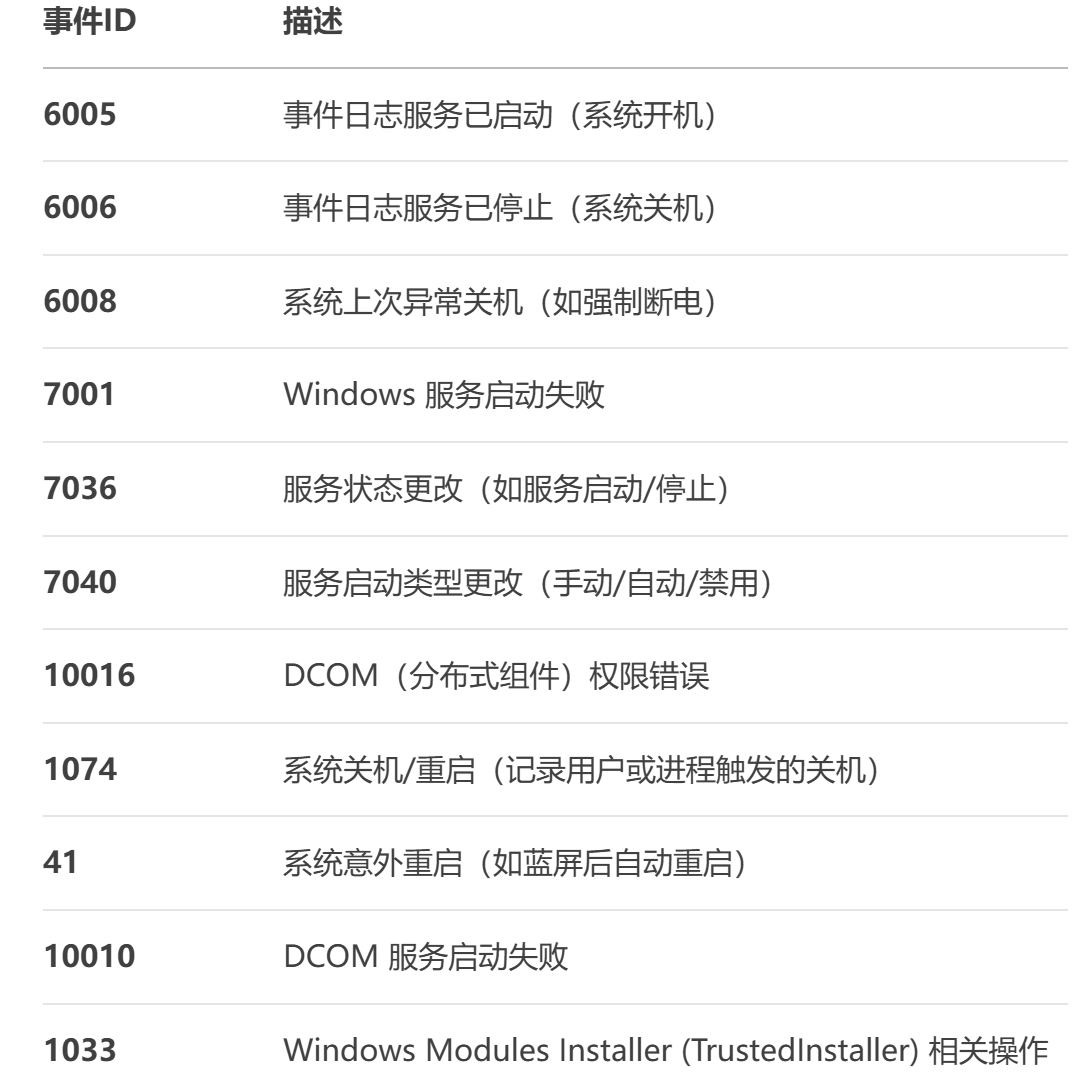 事件ID 描述
6005 事件日志服务已启动（系统开机）
6006 事件日志服务已停止（系统关机）
6008 系统上次异常关机（如强制断电）
7001 Windows 服务启动失败
7036 服务状态更改（如服务启动/停止）
7040 服务启动类型更改（手动/自动/禁用）
10016 DCOM（分布式组件）权限错误
1074 系统关机/重启（记录用户或进程触发的关机）
41 系统意外重启（如蓝屏后自动重启）
10010 DCOM 服务启动失败
1033 Windows Modules Installer (TrustedInstaller) 相关操作